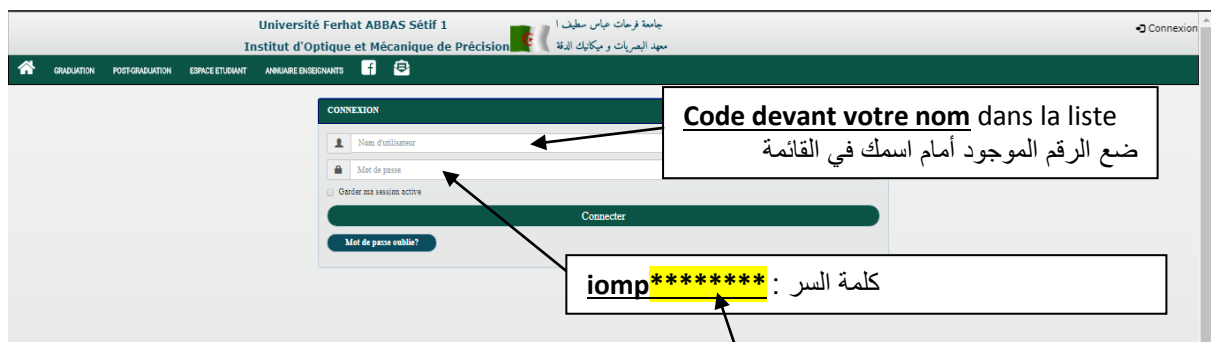 Université Ferhat ABBAS Sétif 1
جامعة فرحات عباس سطيف 1
Connexion
Institut d'Optique et Mécanique de Précision
معهد البصريات و ميكانيك الدقة
GRADUATION POST-GRADUATION ESPACE ETUDIANT ANNUAIRE ENSEIGNANTS
CONNEXION
Code devant votre nom dans la liste
ضع الرقم الموجود أمام اسمك في القائمة
Nom d'utilisateur
Mot de passe
Garder ma session active
Connecter
Mot de passe oublie?
كلمة السر : iomp********